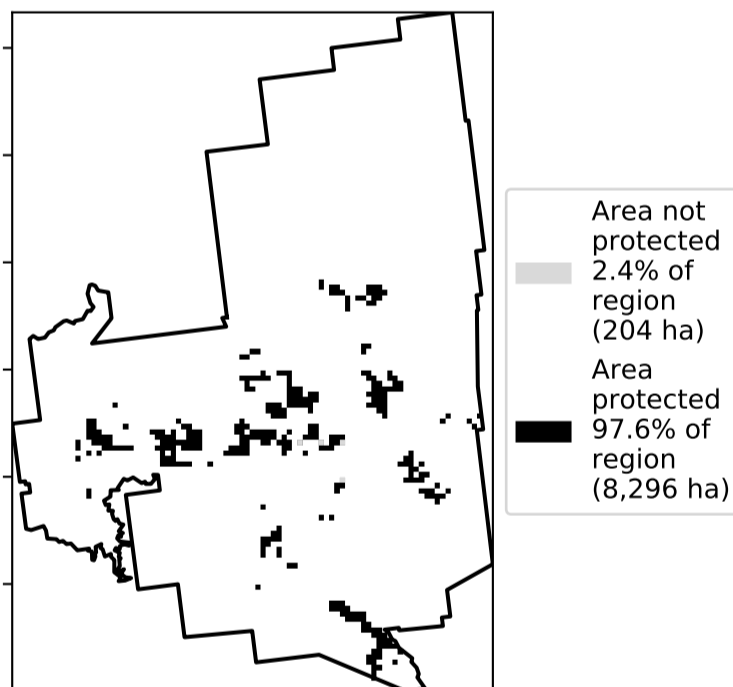 Area not
protected
2.4% of
region
(204 ha)
Area
protected
97.6% of
region
(8,296 ha)